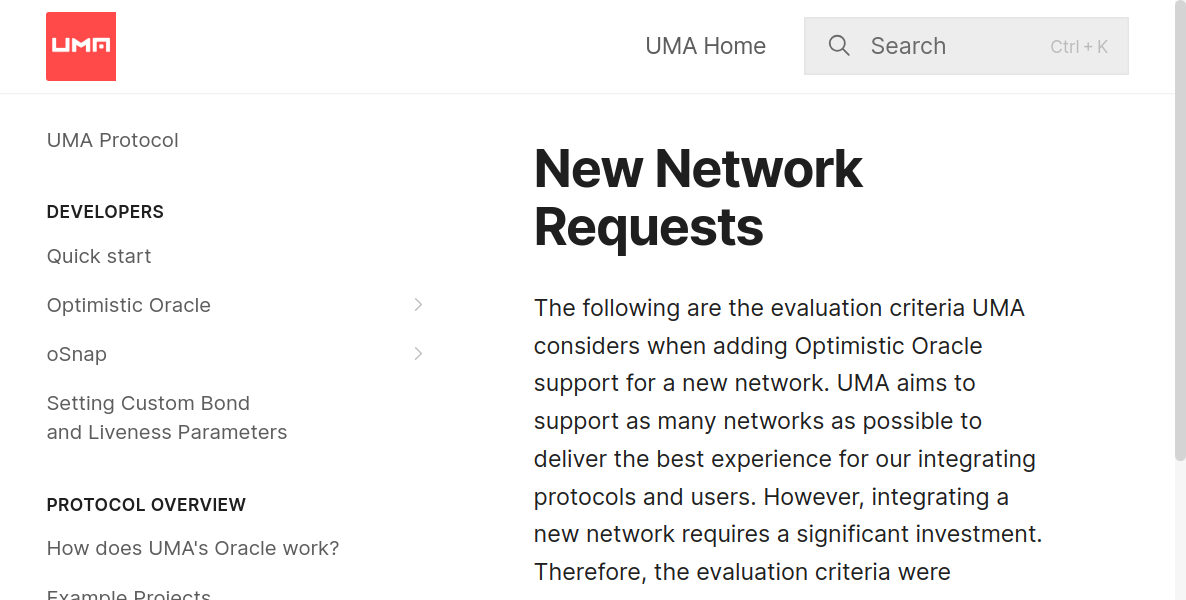 UMA
UMA Home
Search
Ctrl + K
UMA Protocol
DEVELOPERS
Quick start
Optimistic Oracle
oSnap
Setting Custom Bond
and Liveness Parameters
PROTOCOL OVERVIEW
How does UMA's Oracle work?
Example Projects
New Network
Requests
The following are the evaluation criteria UMA
considers when adding Optimistic Oracle
support for a new network. UMA aims to
support as many networks as possible to
deliver the best experience for our integrating
protocols and users. However, integrating a
new network requires a significant investment.
Therefore, the evaluation criteria were